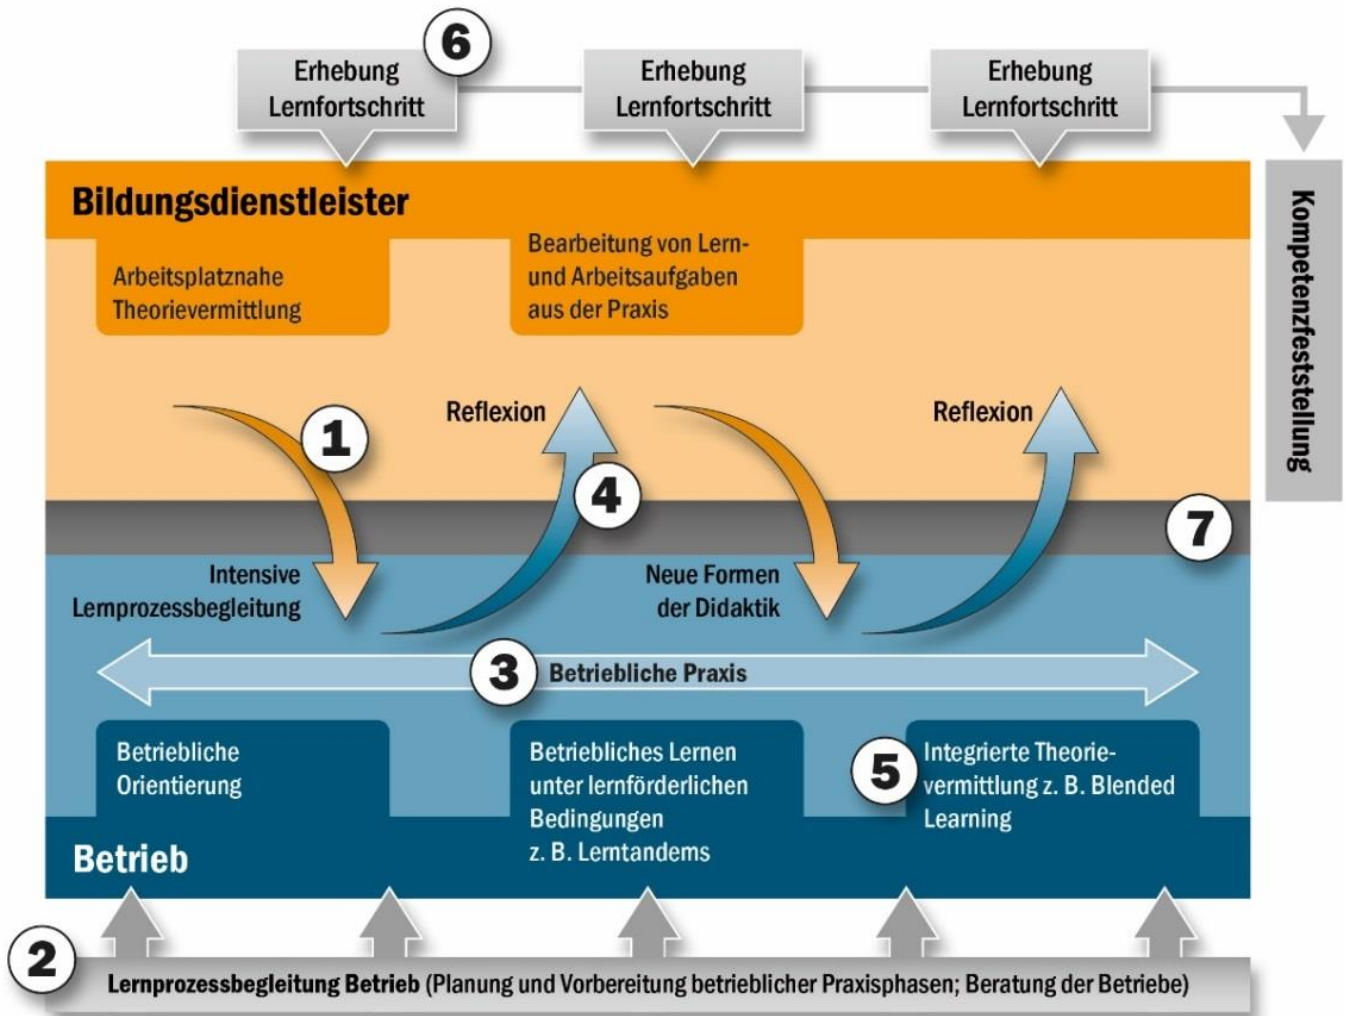 6
Erhebung
Lernfortschritt
Erhebung
Lernfortschritt
Erhebung
Lernfortschritt
Kompetenzfeststellung
Bildungsdienstleister
Arbeitsplatznahe
Theorievermittlung
Bearbeitung von Lern-
und Arbeitsaufgaben
aus der Praxis
1
Reflexion
4
Reflexion
7
Intensive
Lernprozessbegleitung
Neue Formen
der Didaktik
3 Betriebliche Praxis
Betriebliche
Orientierung
Betriebliches Lernen
unter lernförderlichen
Bedingungen
z. B. Lerntandems
5
Integrierte Theorie-
vermittlung z. B. Blended
Learning
Betrieb
2
Lernprozessbegleitung Betrieb (Planung und Vorbereitung betrieblicher Praxisphasen; Beratung der Betriebe)